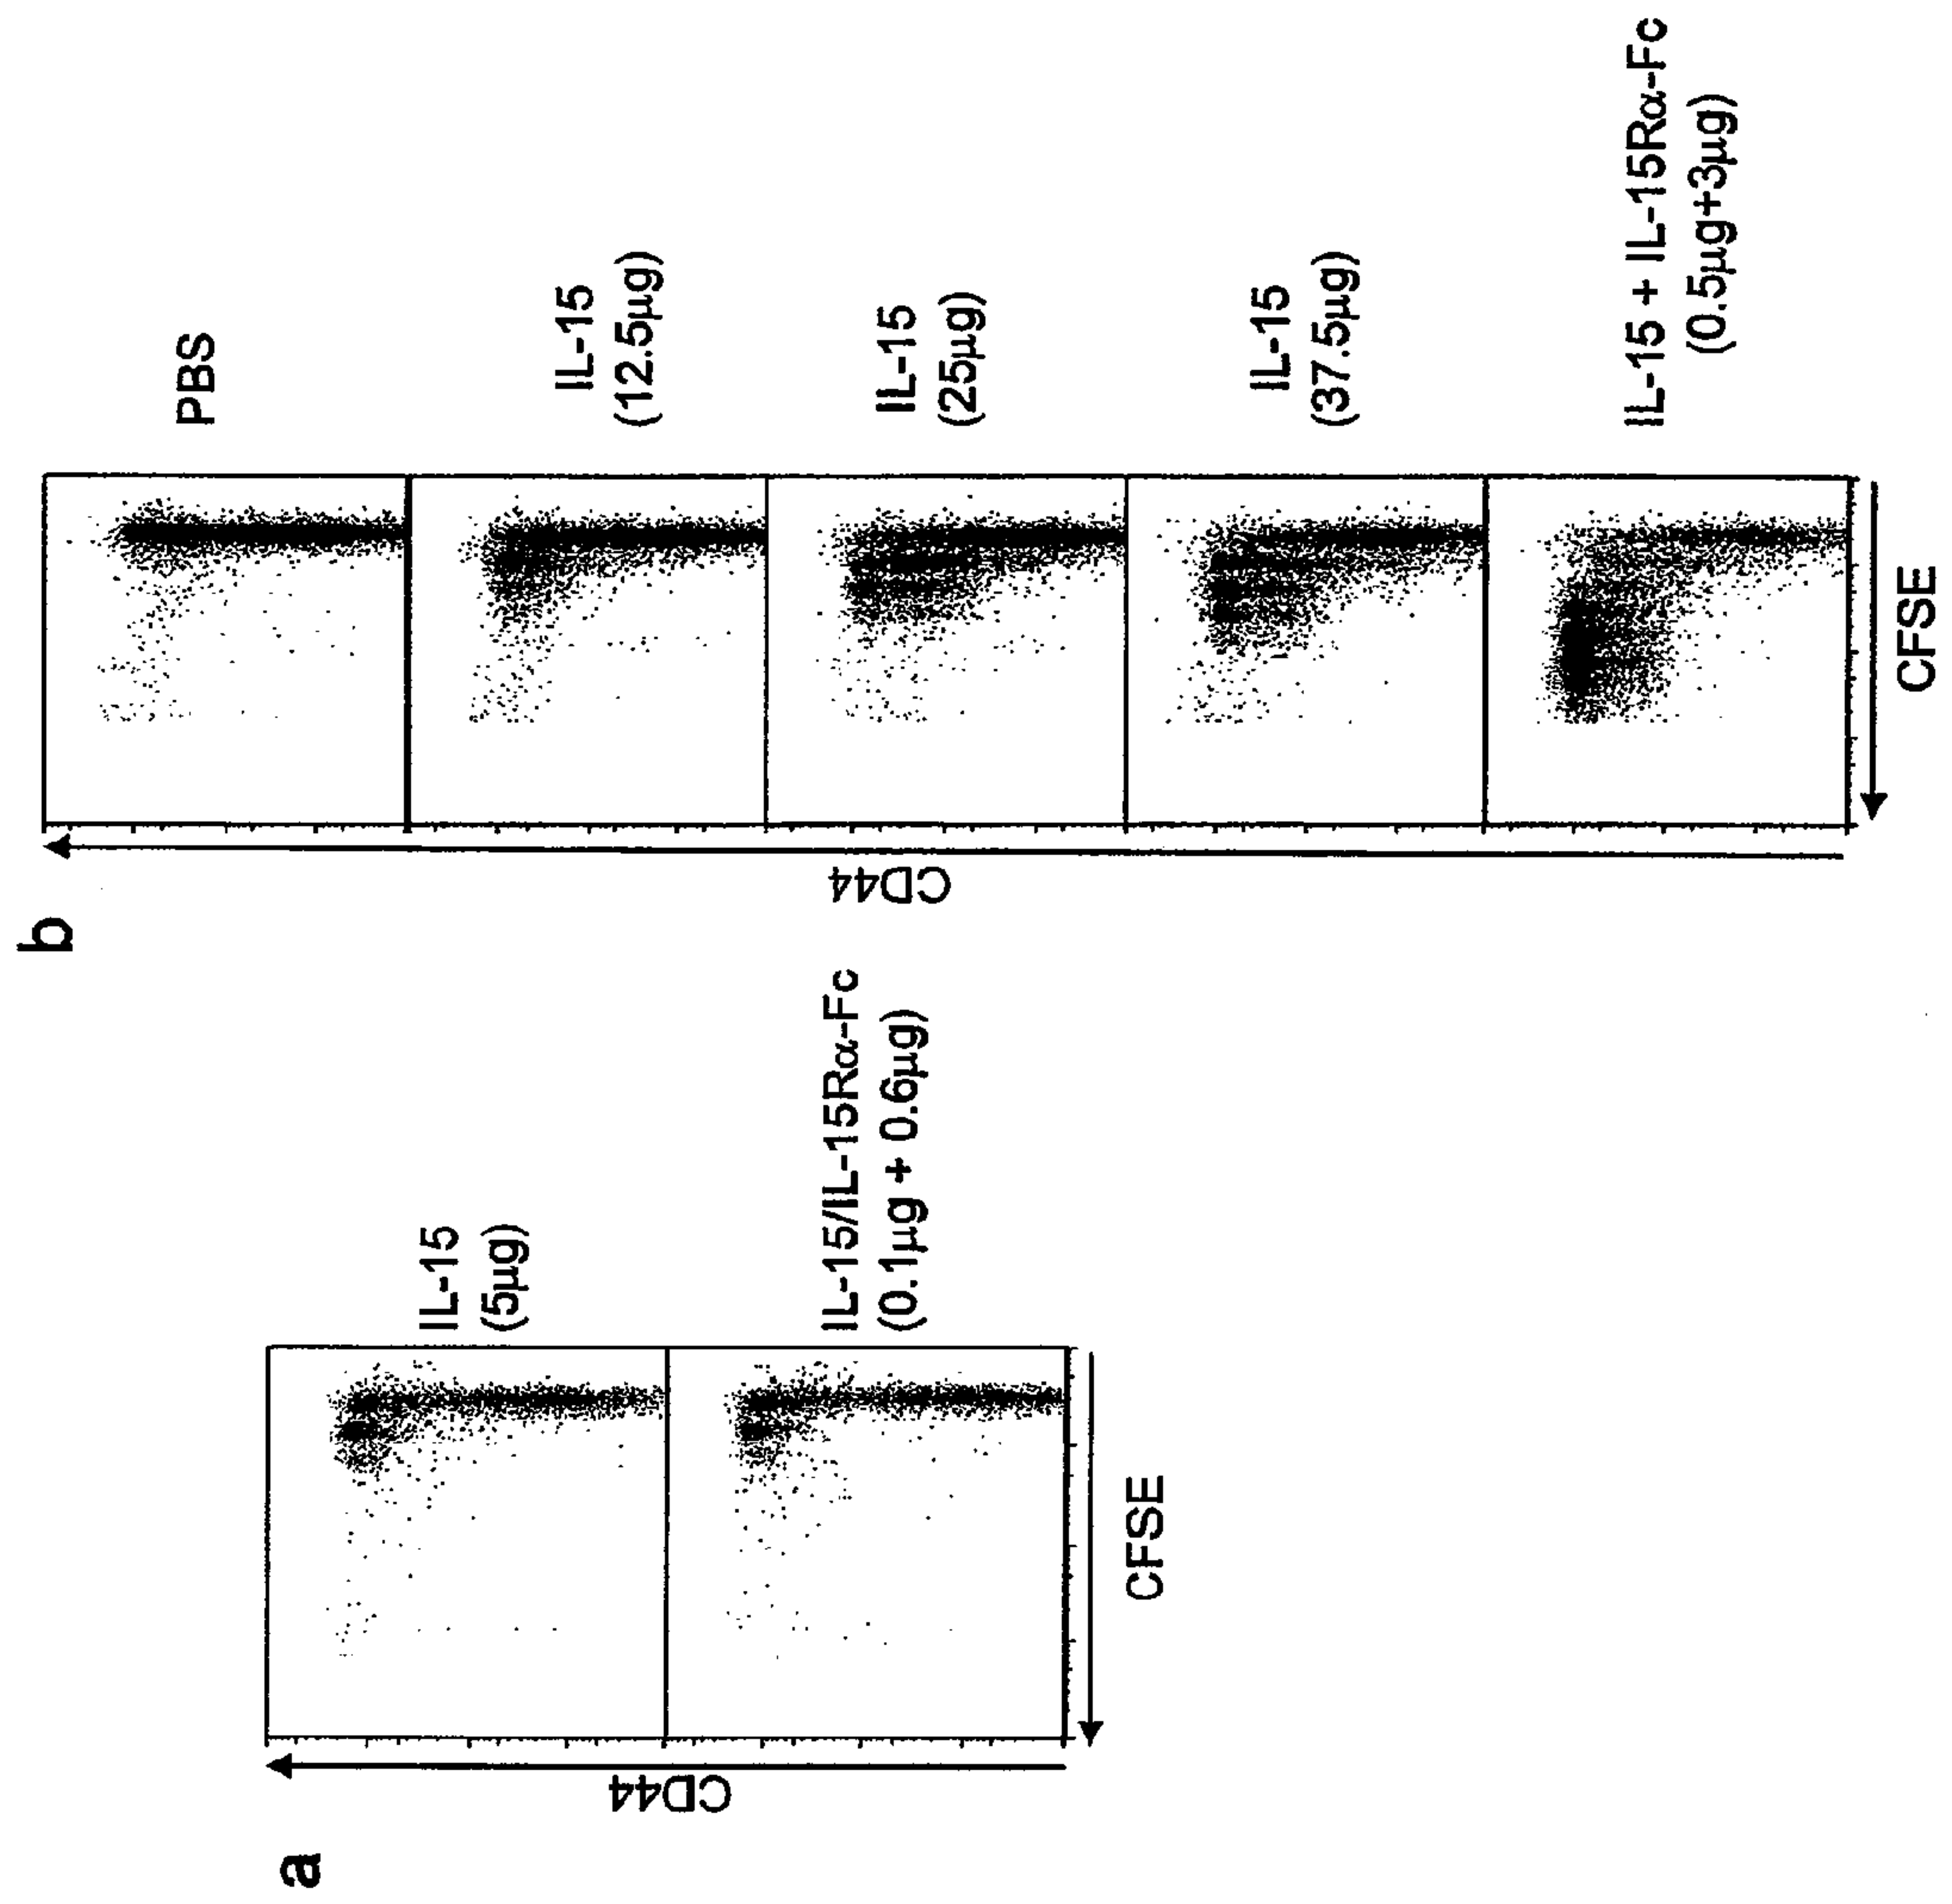 a
CD44
IL-15
(5µg)
IL-15/IL-15Rα-Fc
(0.1µg + 0.6µg)
CFSE
b
CD44
PBS
IL-15
(12.5µg)
IL-15
(25µg)
IL-15
(37.5µg)
IL-15 + IL-15Rα-Fc
(0.5µg+3µg)
CFSE